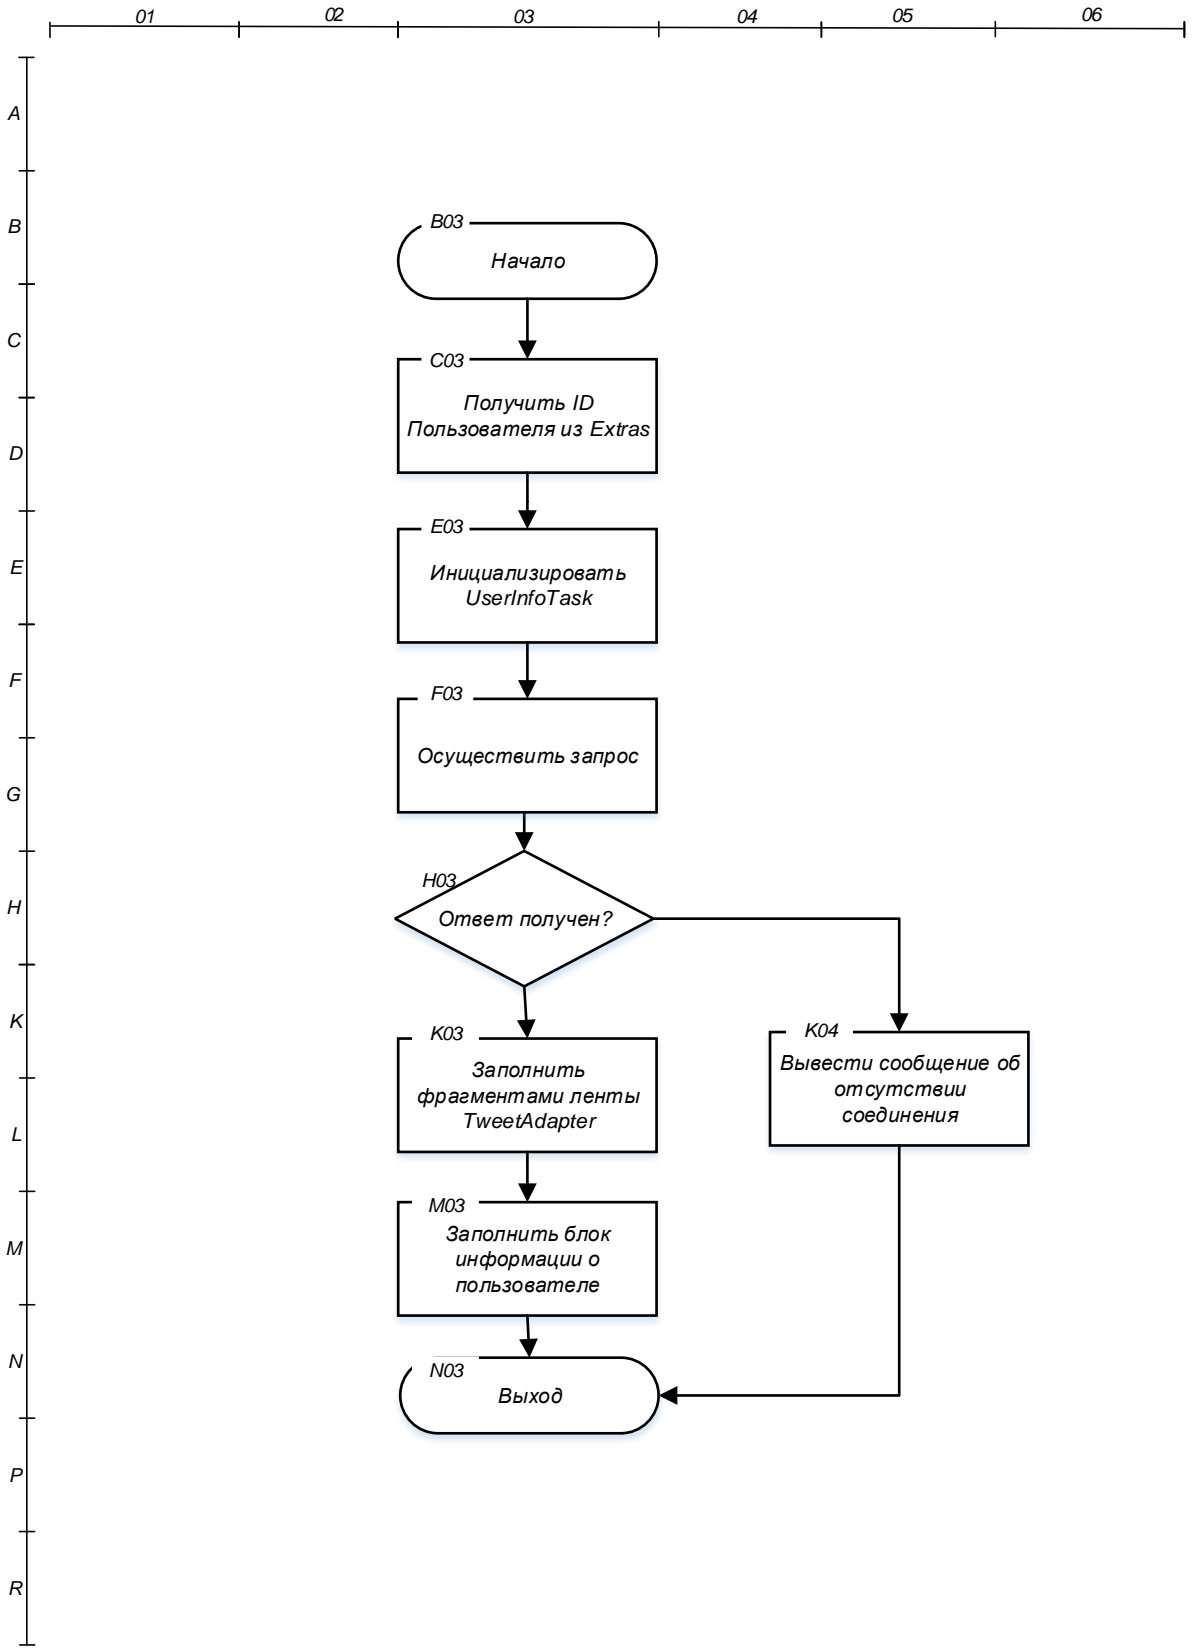 01 02 03 04 05 06
A
B
B03
Начало
C
C03
Получить ID
Пользователя из Extras
D
E03
E
Инициализировать
UserInfoTask
F
F03
Осуществить запрос
G
H03
H
Ответ получен?
K
K03
K04
Заполнить
фрагментами ленты
TweetAdapter
Вывести сообщение об
отсутствии
соединения
L
M03
M
Заполнить блок
информации о
пользователе
N
N03
Выход
P
R